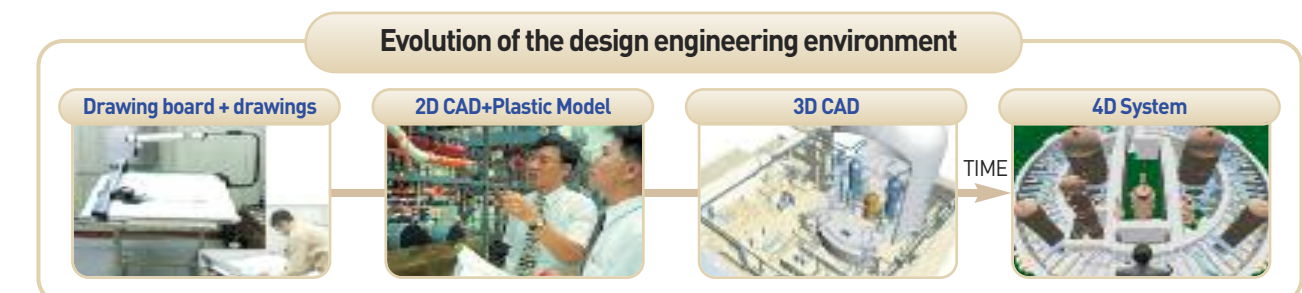 Evolution of the design engineering environment
Drawing board + drawings
2D CAD+Plastic Model
3D CAD
4D System
TIME